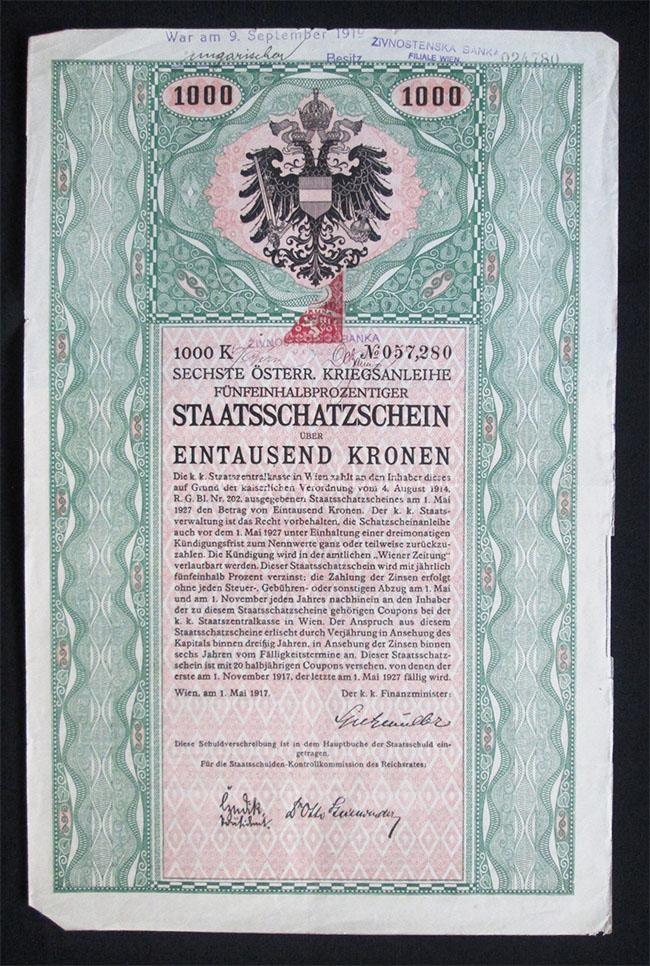 War am 9. September 1919
ungarischer Besitz
ŽIVNOSTENSKA BANKA
FILIALE WIEN.
024780
1000 1000
ŽIVNOSTENSKA BANKA
1000 K № 057,280
SECHSTE ÖSTERR. KRIEGSANLEIHE
FÜNFEINHALBPROZENTIGER
STAATSSCHATZSCHEIN
ÜBER
EINTAUSEND KRONEN
Die k. k. Staatszentralkasse in Wien zahlt an den Inhaber dieses
auf Grund der kaiserlichen Verordnung vom 4. August 1914,
R. G. Bl. Nr. 202, ausgegebenen Staatsschatzscheines am 1. Mai
1927 den Betrag von Eintausend Kronen. Der k. k. Staats-
verwaltung ist das Recht vorbehalten, die Schatzscheinanleihe
auch vor dem 1. Mai 1927 unter Einhaltung einer dreimonatigen
Kündigungsfrist zum Nennwerte ganz oder teilweise zurückzu-
zahlen. Die Kündigung wird in der amtlichen „Wiener Zeitung"
verlautbart werden. Dieser Staatsschatzschein wird mit jährlich
fünfeinhalb Prozent verzinst; die Zahlung der Zinsen erfolgt
ohne jeden Steuer-, Gebühren- oder sonstigen Abzug am 1. Mai
und am 1. November jeden Jahres nachhinein an den Inhaber
der zu diesem Staatsschatzscheine gehörigen Coupons bei der
k. k. Staatszentralkasse in Wien. Der Anspruch aus diesem
Staatsschatzscheine erlischt durch Verjährung in Ansehung des
Kapitals binnen dreißig Jahren, in Ansehung der Zinsen binnen
sechs Jahren vom Fälligkeitstermine an. Dieser Staatsschatz-
schein ist mit 20 halbjährigen Coupons versehen, von denen der
erste am 1. November 1917, der letzte am 1. Mai 1927 fällig wird.
Wien, am 1. Mai 1917. Der k. k. Finanzminister:
Diese Schuldverschreibung ist in dem Hauptbuche der Staatsschuld ein-
getragen.
Für die Staatsschulden-Kontrollkommission des Reichsrates:
Präsident.
Dr Otto